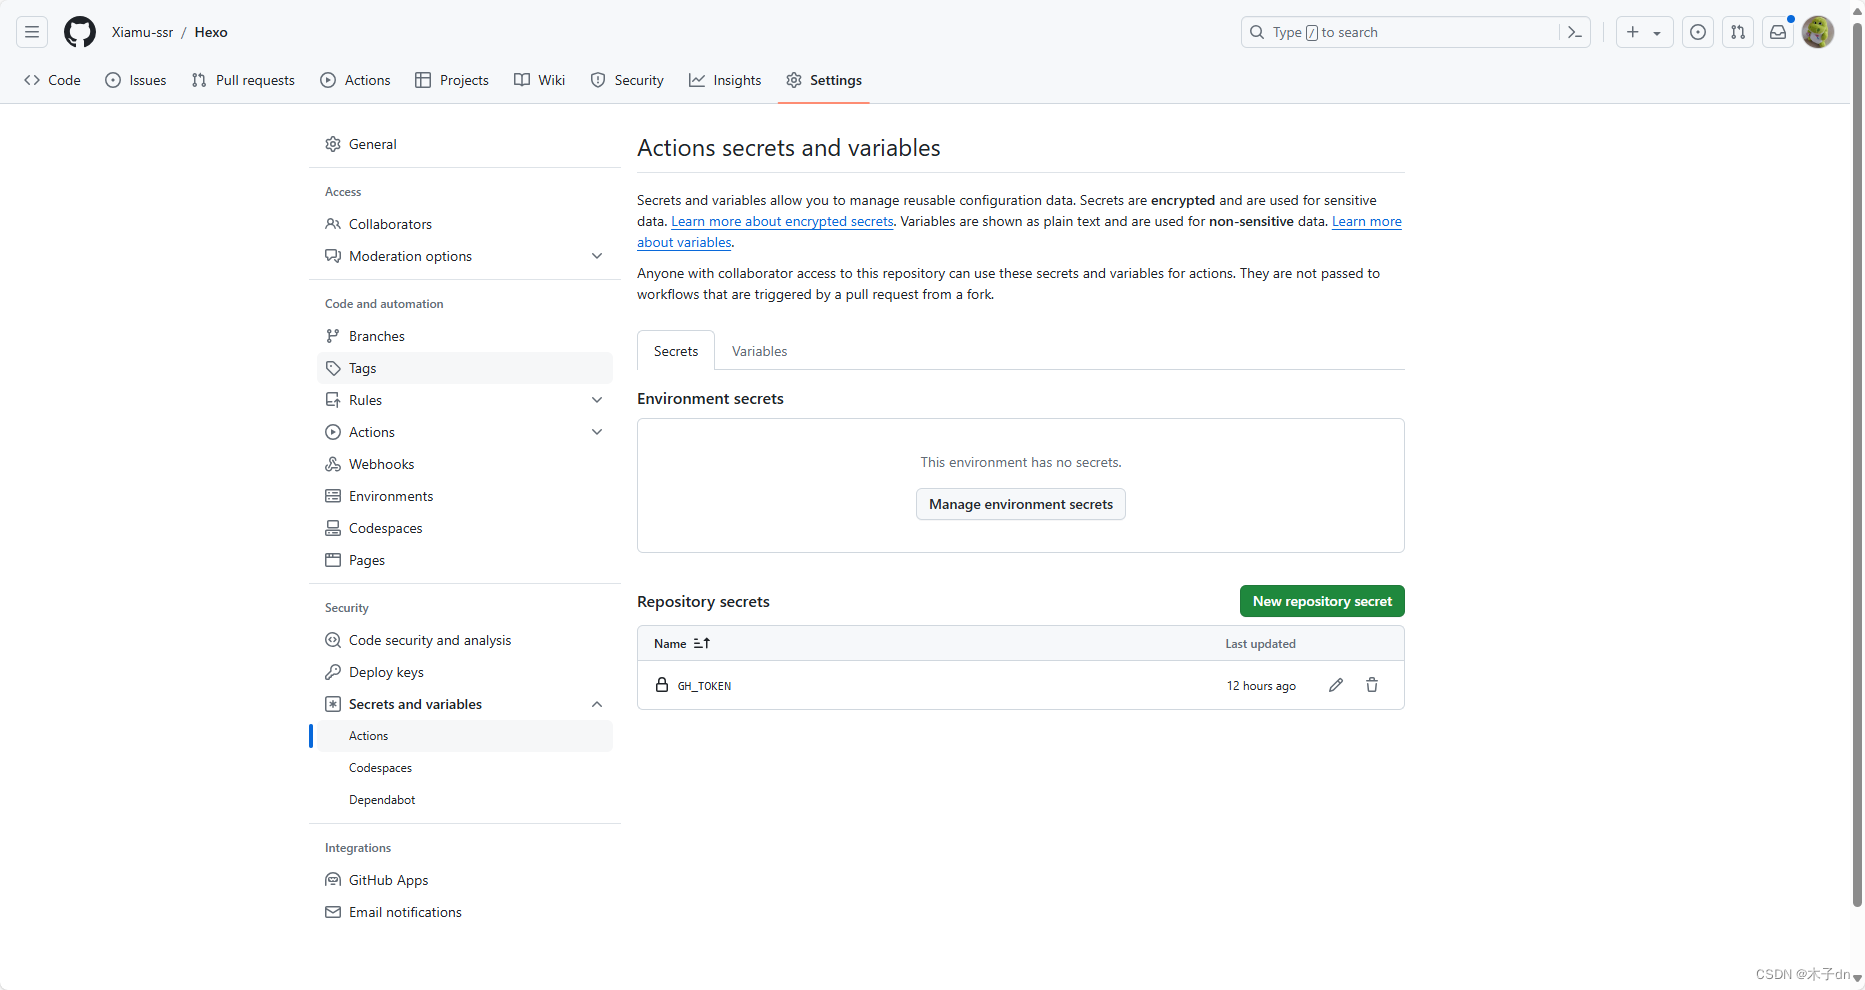 Xiamu-ssr / Hexo
Type / to search
Code
Issues
Pull requests
Actions
Projects
Wiki
Security
Insights
Settings
General
Access
Collaborators
Moderation options
Code and automation
Branches
Tags
Rules
Actions
Webhooks
Environments
Codespaces
Pages
Security
Code security and analysis
Deploy keys
Secrets and variables
Actions
Codespaces
Dependabot
Integrations
GitHub Apps
Email notifications
Actions secrets and variables
Secrets and variables allow you to manage reusable configuration data. Secrets are encrypted and are used for sensitive
data. Learn more about encrypted secrets. Variables are shown as plain text and are used for non-sensitive data. Learn more
about variables.
Anyone with collaborator access to this repository can use these secrets and variables for actions. They are not passed to
workflows that are triggered by a pull request from a fork.
Secrets
Variables
Environment secrets
This environment has no secrets.
Manage environment secrets
Repository secrets
New repository secret
Name
Last updated
GH_TOKEN
12 hours ago
CSDN @木子dn